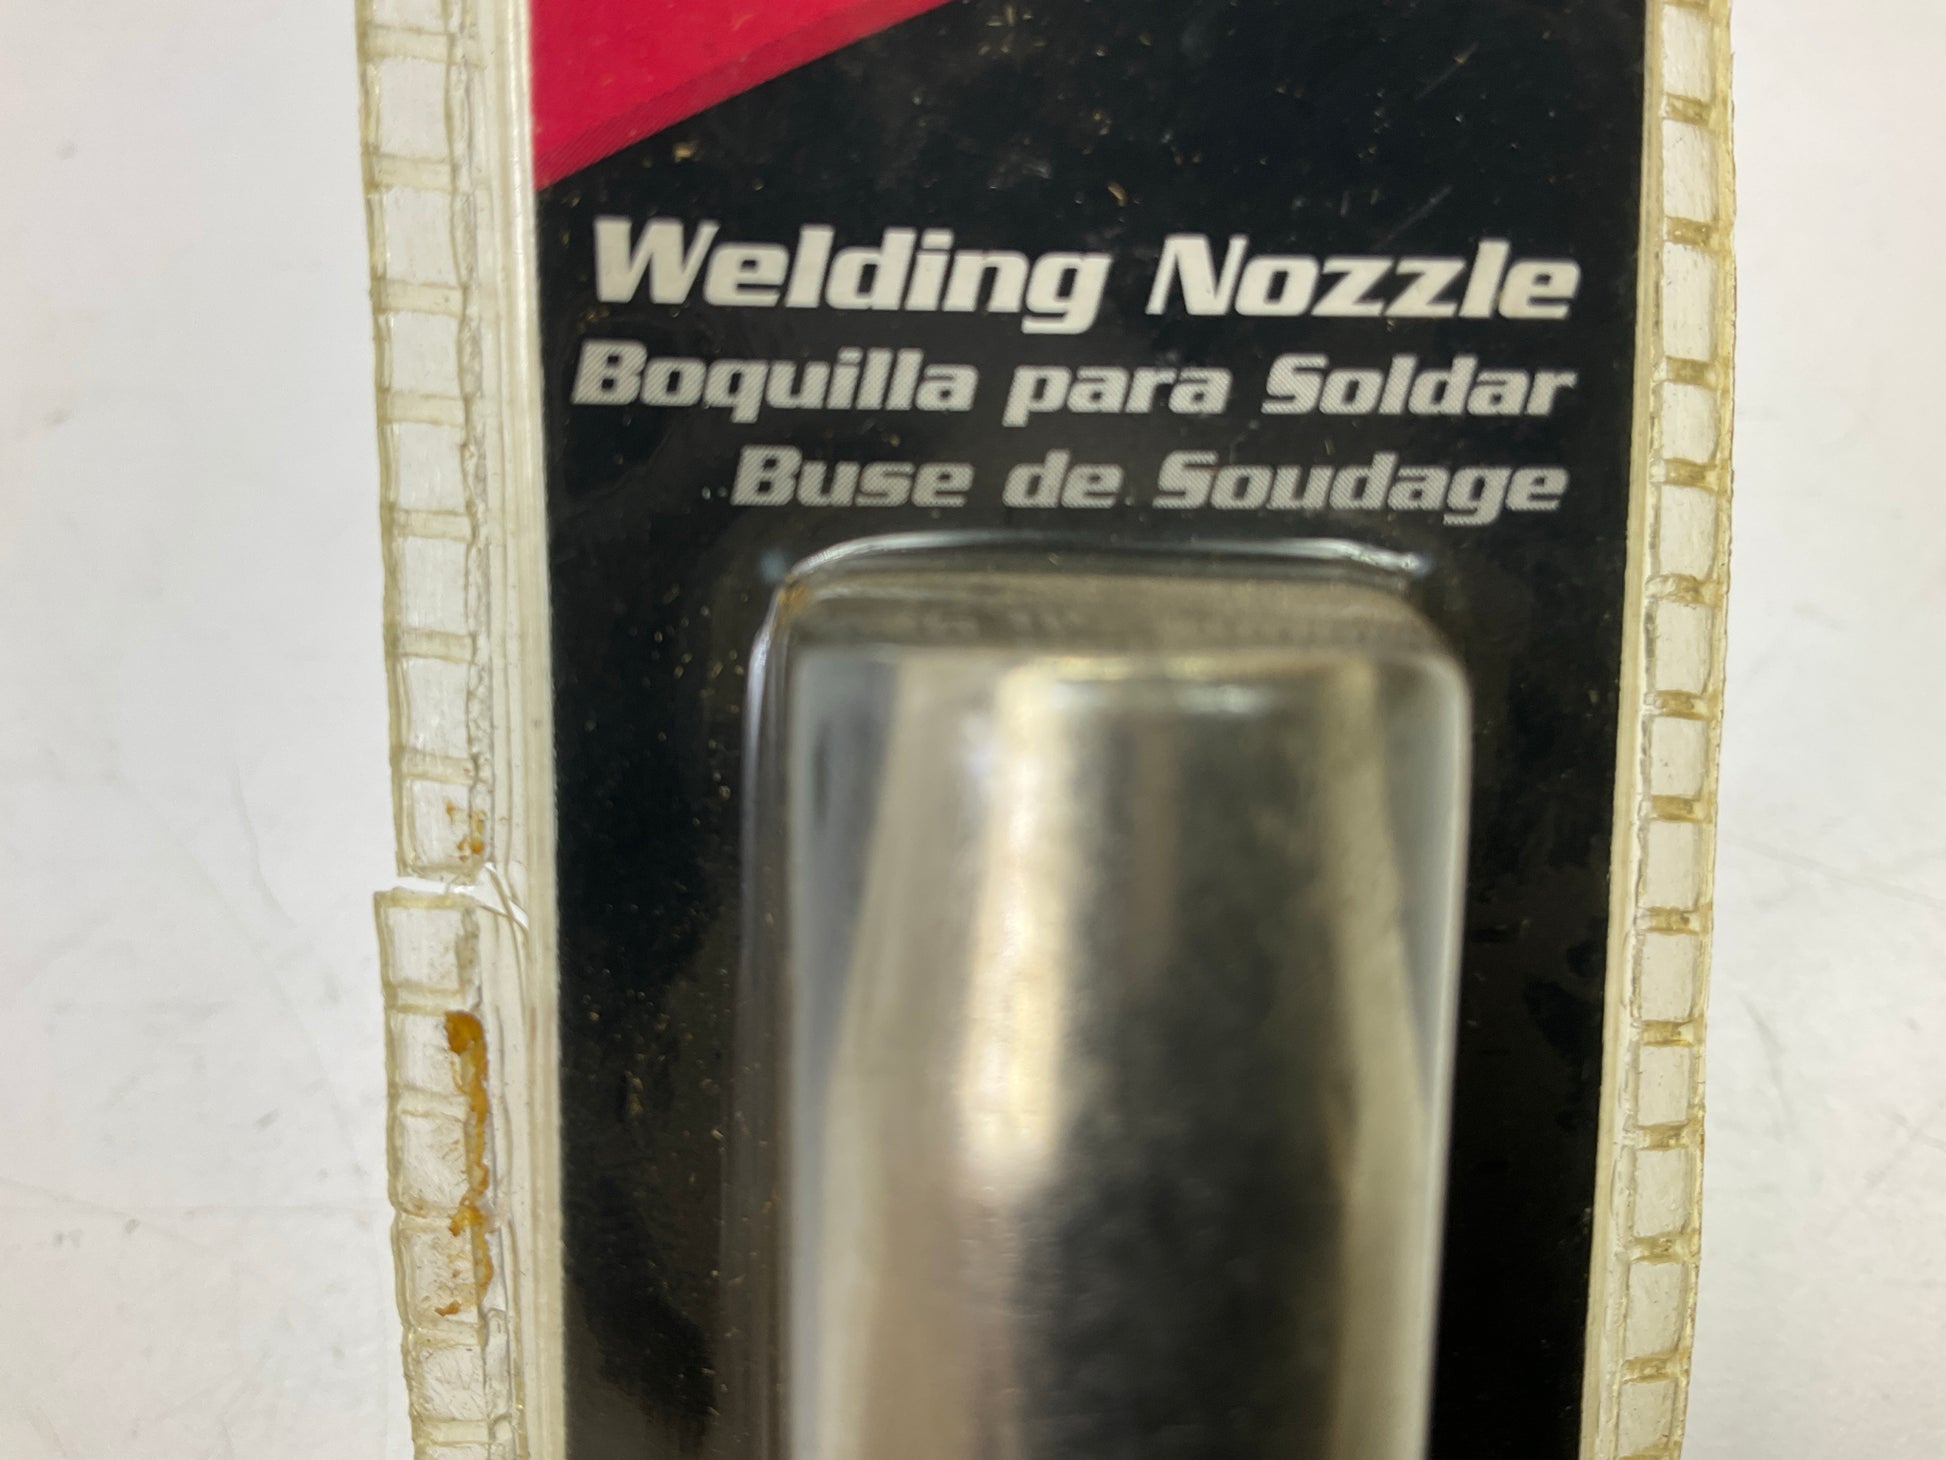 Welding Nozzle
Boquilla para Soldar
Buse de Soudage